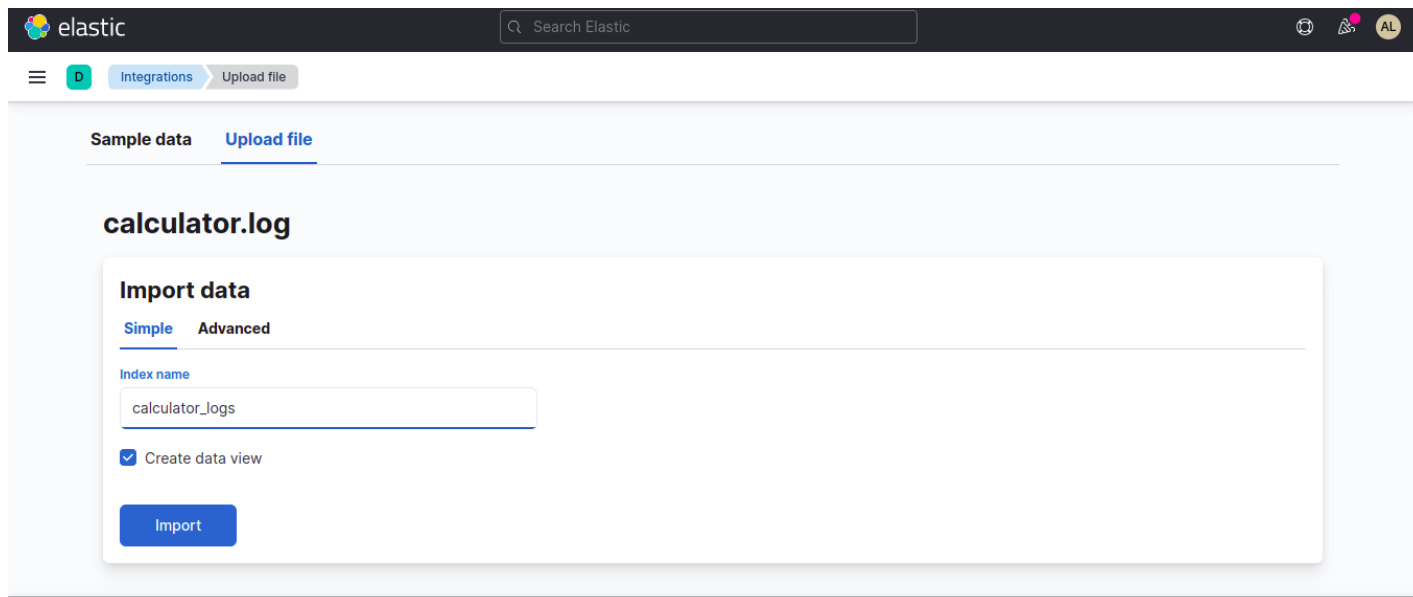 elastic
Search Elastic
AL
D
Integrations
Upload file
Sample data
Upload file
calculator.log
Import data
Simple
Advanced
Index name
calculator_logs
Create data view
Import